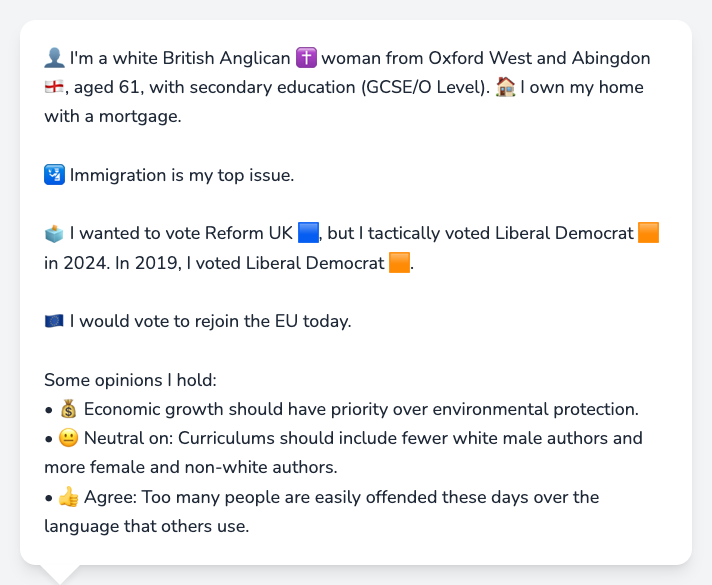 👤 I'm a white British Anglican ✝️ woman from Oxford West and Abingdon
🏴󠁧󠁢󠁥󠁮󠁧󠁿, aged 61, with secondary education (GCSE/O Level). 🏠 I own my home
with a mortgage.
🛂 Immigration is my top issue.
🗳️ I wanted to vote Reform UK 🟦, but I tactically voted Liberal Democrat 🟧
in 2024. In 2019, I voted Liberal Democrat 🟧.
🇪🇺 I would vote to rejoin the EU today.
Some opinions I hold:
• 💰 Economic growth should have priority over environmental protection.
• 😐 Neutral on: Curriculums should include fewer white male authors and
more female and non-white authors.
• 👍 Agree: Too many people are easily offended these days over the
language that others use.